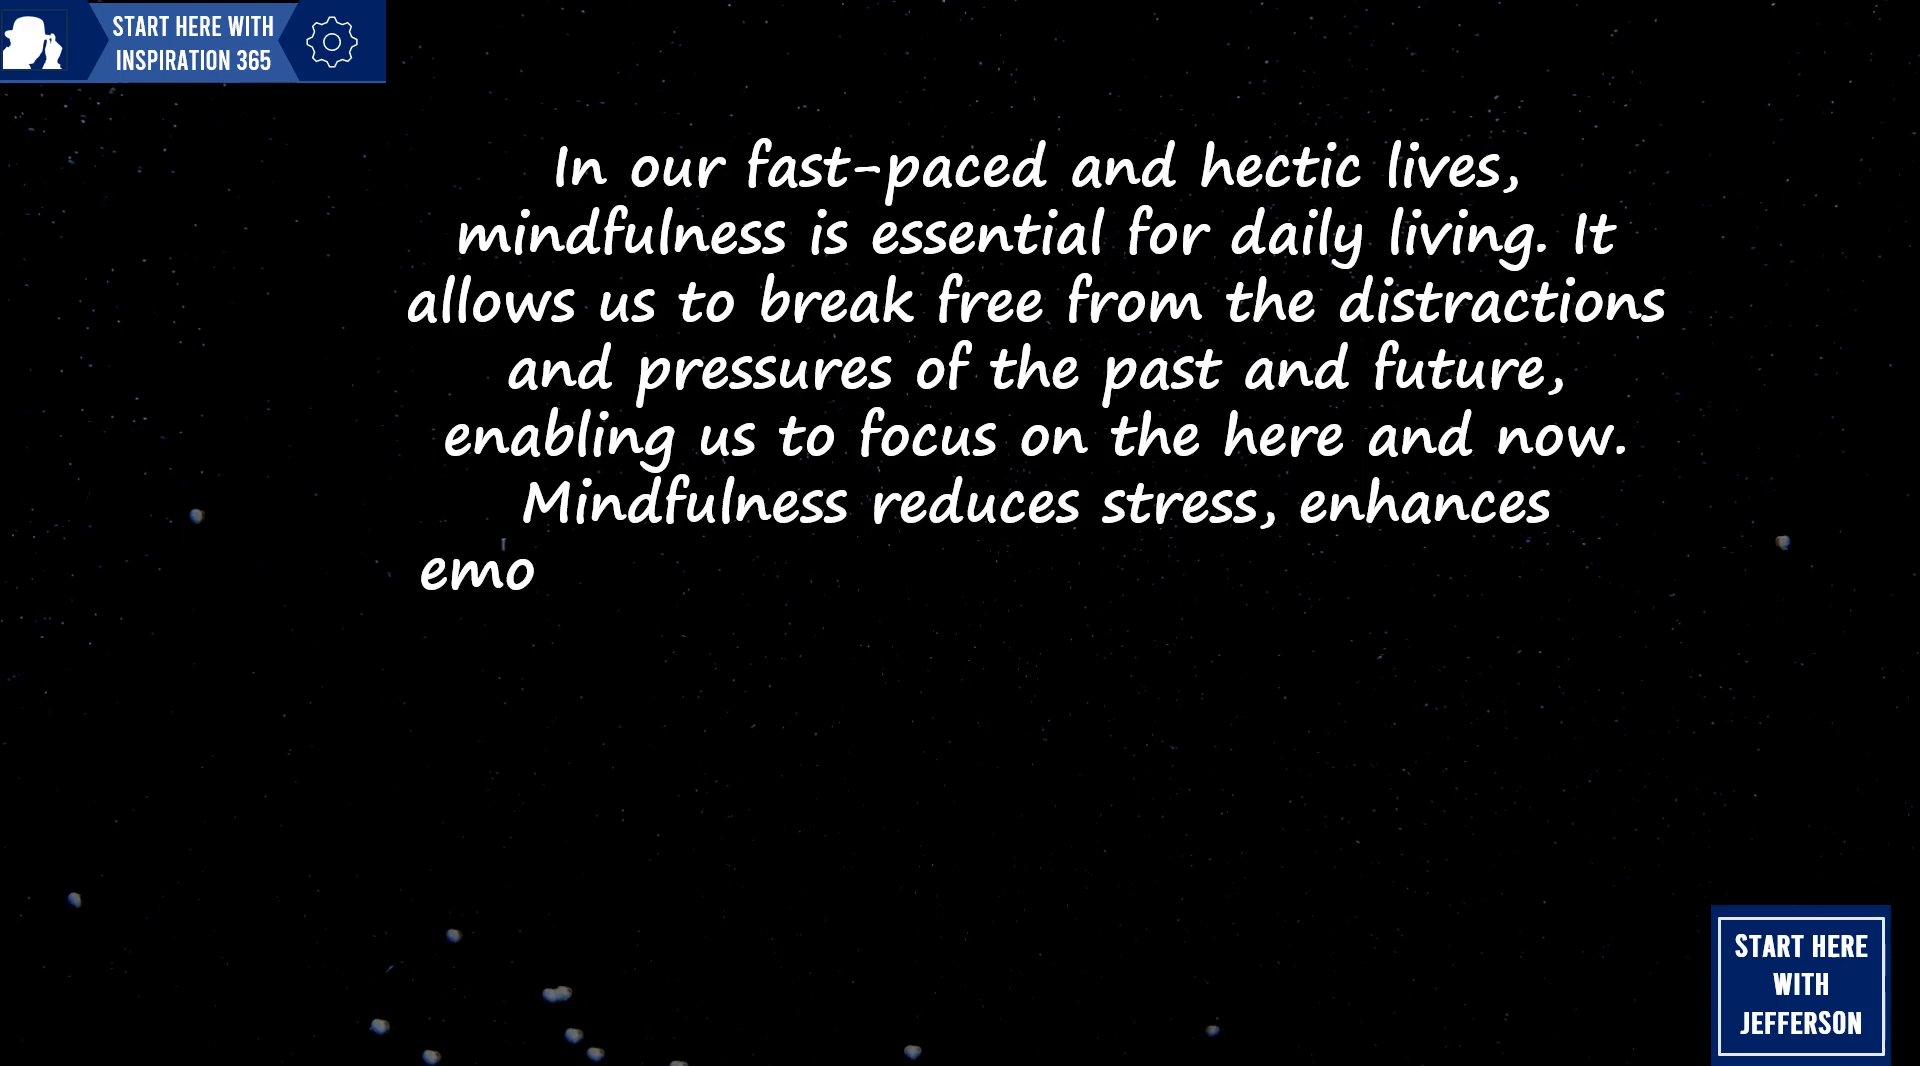 START HERE WITH
INSPIRATION 365
In our fast-paced and hectic lives,
mindfulness is essential for daily living. It
allows us to break free from the distractions
and pressures of the past and future,
enabling us to focus on the here and now.
Mindfulness reduces stress, enhances
emo
START HERE
WITH
JEFFERSON